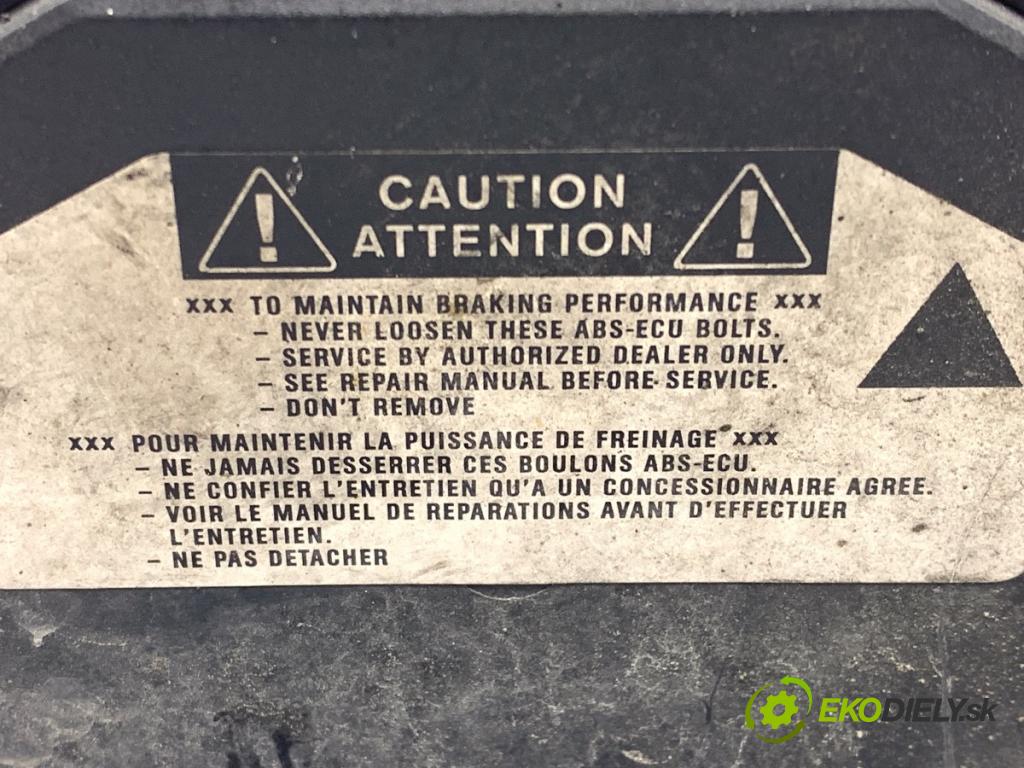 CAUTION
ATTENTION
xxx TO MAINTAIN BRAKING PERFORMANCE xxx
- NEVER LOOSEN THESE ABS-ECU BOLTS.
- SERVICE BY AUTHORIZED DEALER ONLY.
- SEE REPAIR MANUAL BEFORE SERVICE.
- DON'T REMOVE
xxx POUR MAINTENIR LA PUISSANCE DE FREINAGE xxx
- NE JAMAIS DESSERRER CES BOULONS ABS-ECU.
- NE CONFIER L'ENTRETIEN QU'A UN CONCESSIONNAIRE AGREE.
- VOIR LE MANUEL DE REPARATIONS AVANT D'EFFECTUER
L'ENTRETIEN.
- NE PAS DETACHER
EKODIELY.sk